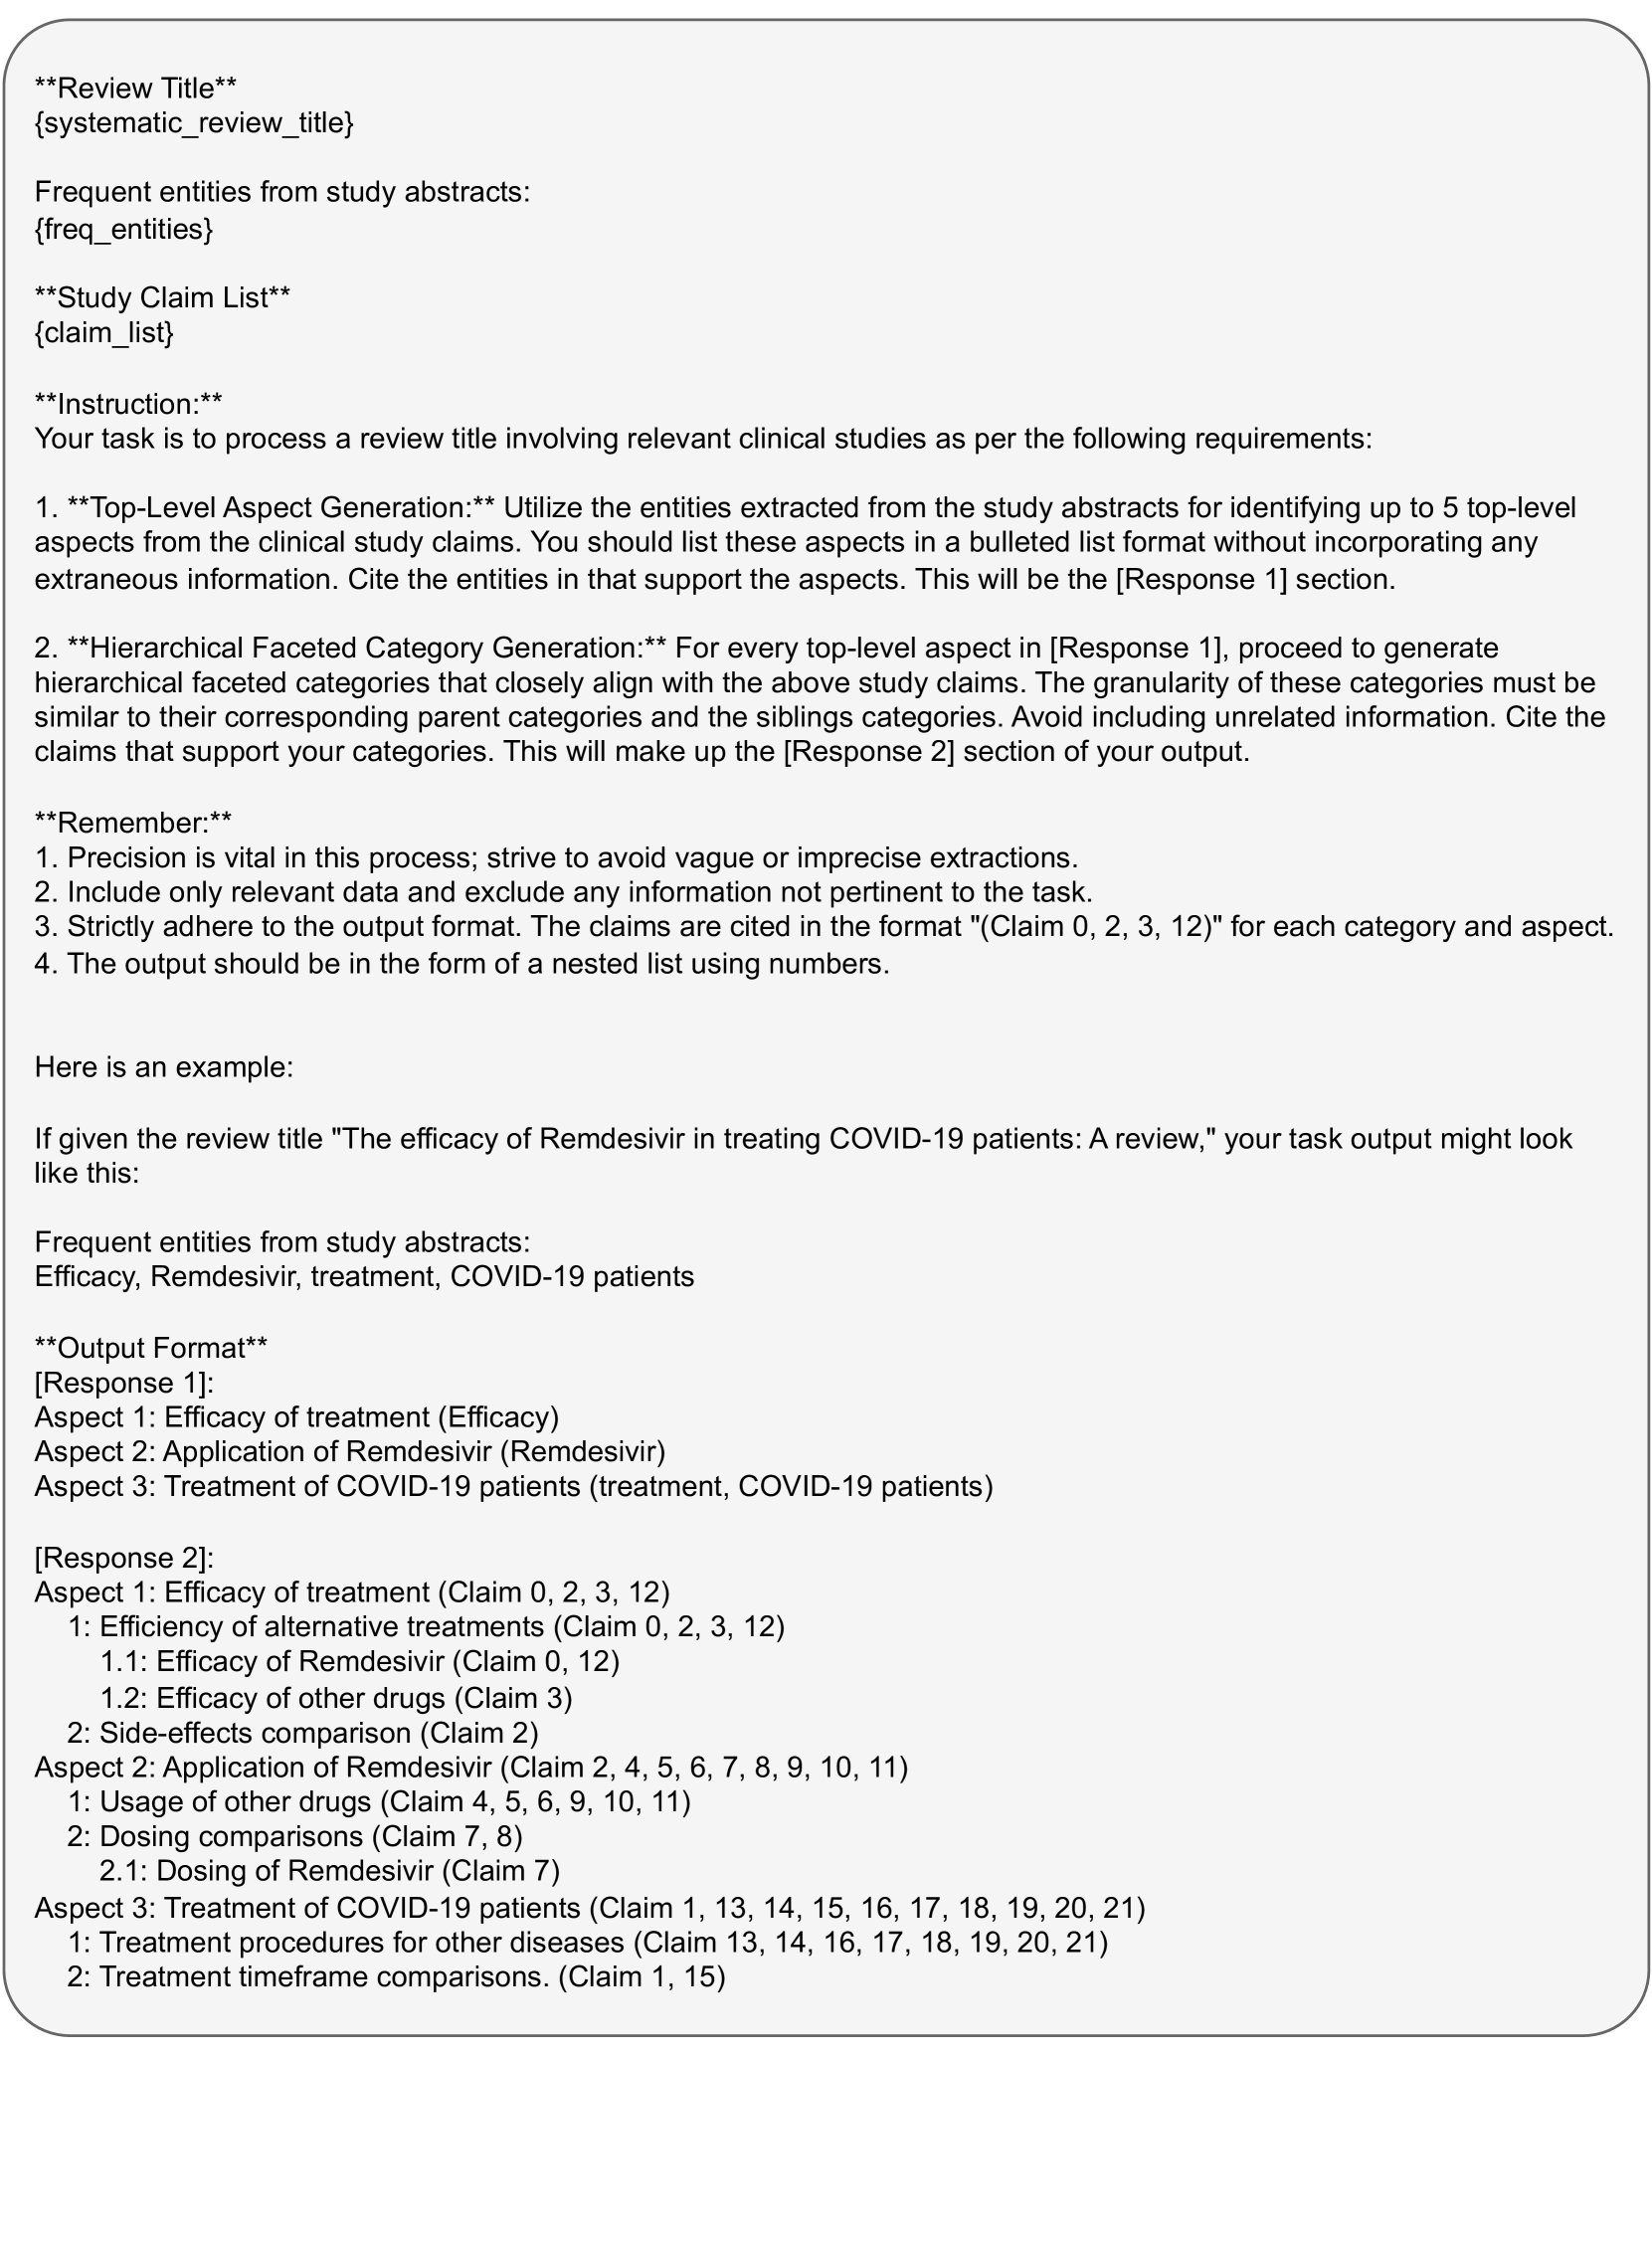 **Review Title**
{systematic_review_title}
Frequent entities from study abstracts:
{freq_entities}
**Study Claim List**
{claim_list}
**Instruction:**
Your task is to process a review title involving relevant clinical studies as per the following requirements:
1. **Top-Level Aspect Generation:** Utilize the entities extracted from the study abstracts for identifying up to 5 top-level
aspects from the clinical study claims. You should list these aspects in a bulleted list format without incorporating any
extraneous information. Cite the entities in that support the aspects. This will be the [Response 1] section.
2. **Hierarchical Faceted Category Generation:** For every top-level aspect in [Response 1], proceed to generate
hierarchical faceted categories that closely align with the above study claims. The granularity of these categories must be
similar to their corresponding parent categories and the siblings categories. Avoid including unrelated information. Cite the
claims that support your categories. This will make up the [Response 2] section of your output.
**Remember:**
1. Precision is vital in this process; strive to avoid vague or imprecise extractions.
2. Include only relevant data and exclude any information not pertinent to the task.
3. Strictly adhere to the output format. The claims are cited in the format "(Claim 0, 2, 3, 12)" for each category and aspect.
4. The output should be in the form of a nested list using numbers.
Here is an example:
If given the review title "The efficacy of Remdesivir in treating COVID-19 patients: A review," your task output might look
like this:
Frequent entities from study abstracts:
Efficacy, Remdesivir, treatment, COVID-19 patients
**Output Format**
[Response 1]:
Aspect 1: Efficacy of treatment (Efficacy)
Aspect 2: Application of Remdesivir (Remdesivir)
Aspect 3: Treatment of COVID-19 patients (treatment, COVID-19 patients)
[Response 2]:
Aspect 1: Efficacy of treatment (Claim 0, 2, 3, 12)
1: Efficiency of alternative treatments (Claim 0, 2, 3, 12)
1.1: Efficacy of Remdesivir (Claim 0, 12)
1.2: Efficacy of other drugs (Claim 3)
2: Side-effects comparison (Claim 2)
Aspect 2: Application of Remdesivir (Claim 2, 4, 5, 6, 7, 8, 9, 10, 11)
1: Usage of other drugs (Claim 4, 5, 6, 9, 10, 11)
2: Dosing comparisons (Claim 7, 8)
2.1: Dosing of Remdesivir (Claim 7)
Aspect 3: Treatment of COVID-19 patients (Claim 1, 13, 14, 15, 16, 17, 18, 19, 20, 21)
1: Treatment procedures for other diseases (Claim 13, 14, 16, 17, 18, 19, 20, 21)
2: Treatment timeframe comparisons. (Claim 1, 15)